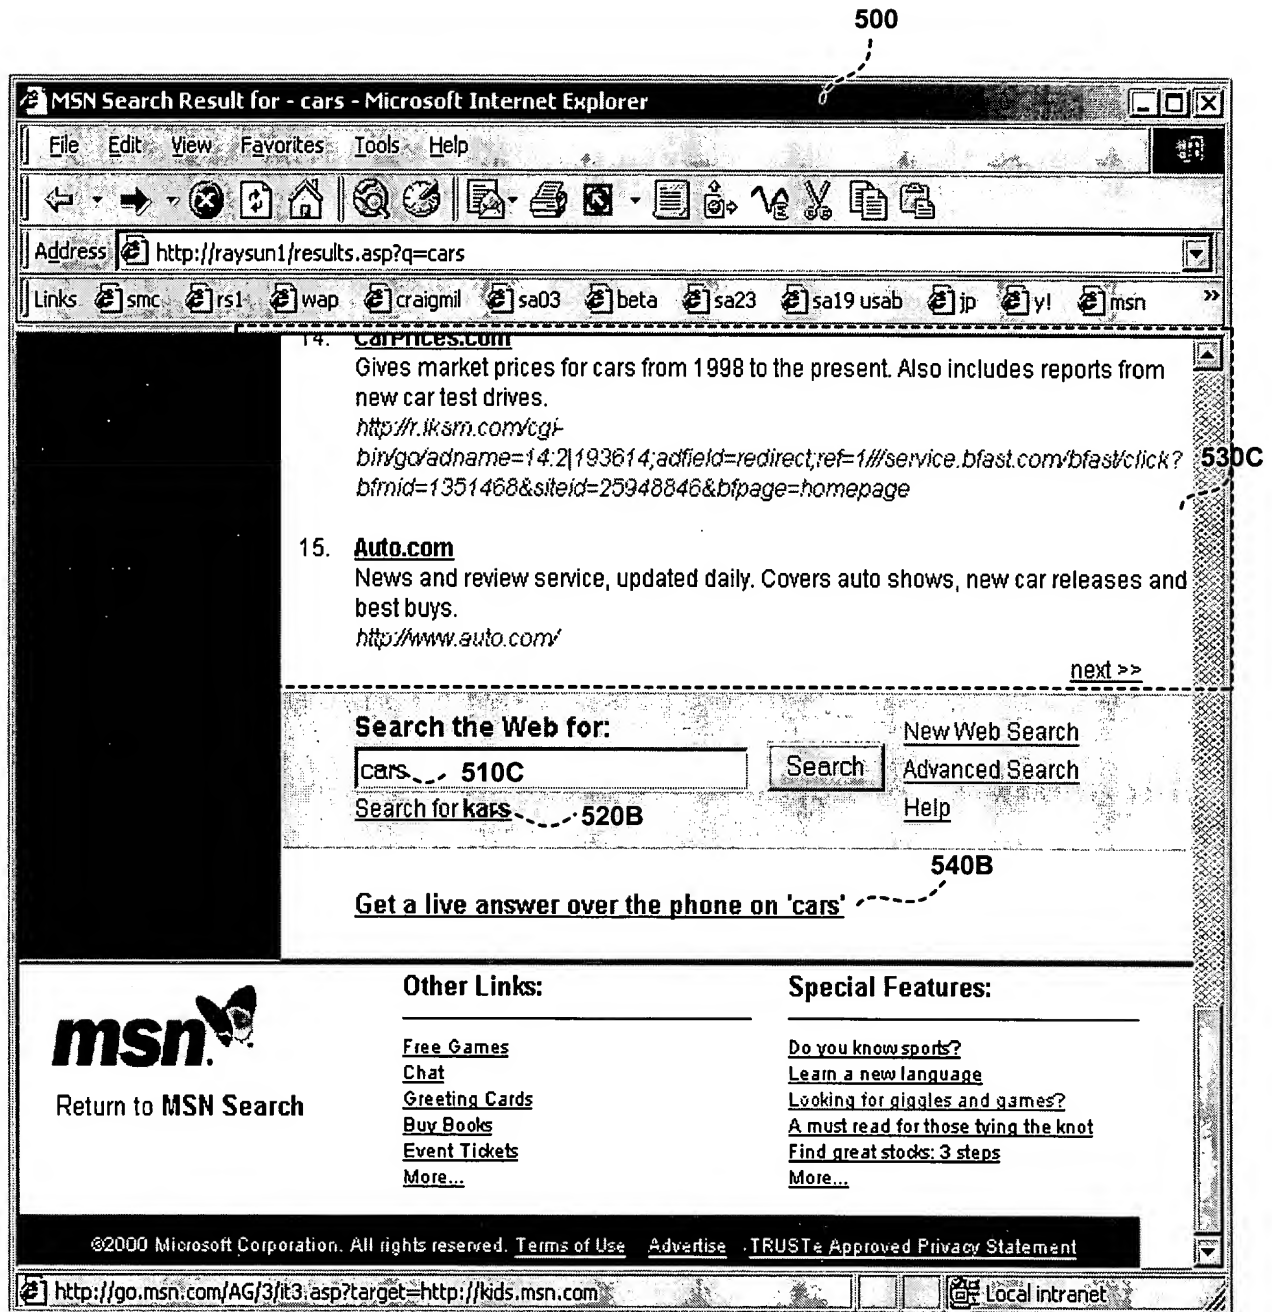 500
MSN Search Result for - cars - Microsoft Internet Explorer
File Edit View Favorites Tools Help
Address http://raysun1/results.asp?q=cars
Links smc rs1 wap craigmil sa03 beta sa23 sa19 usab jp y! msn »
14. CarPrices.com
Gives market prices for cars from 1998 to the present. Also includes reports from
new car test drives.
http://r.lksm.com/cgi-
bin/go/adname=14:2|193614;adfield=redirect;ref=1///service.bfast.com/bfast/click?
bfmid=1351468&siteid=25948846&bfpage=homepage
530C
15. Auto.com
News and review service, updated daily. Covers auto shows, new car releases and
best buys.
http://www.auto.com/
next >>
Search the Web for:
cars 510C
Search
Search for kars 520B
New Web Search
Advanced Search
Help
540B
Get a live answer over the phone on 'cars'
msn
Return to MSN Search
Other Links:
Free Games
Chat
Greeting Cards
Buy Books
Event Tickets
More...
Special Features:
Do you know sports?
Learn a new language
Looking for giggles and games?
A must read for those tying the knot
Find great stocks: 3 steps
More...
©2000 Microsoft Corporation. All rights reserved. Terms of Use Advertise TRUSTe Approved Privacy Statement
http://go.msn.com/AG/3/it3.asp?target=http://kids.msn.com
Local intranet